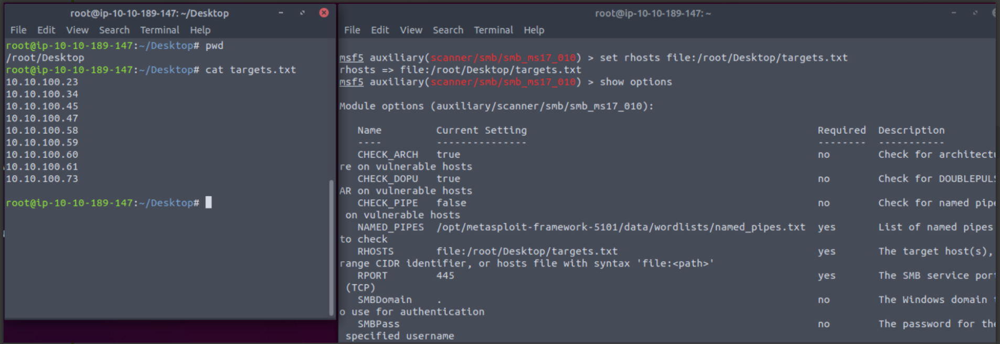 root@ip-10-10-189-147: ~/Desktop
File Edit View Search Terminal Help
root@ip-10-10-189-147:~/Desktop# pwd
/root/Desktop
root@ip-10-10-189-147:~/Desktop# cat targets.txt
10.10.100.23
10.10.100.34
10.10.100.45
10.10.100.47
10.10.100.58
10.10.100.59
10.10.100.60
10.10.100.61
10.10.100.73
root@ip-10-10-189-147:~/Desktop#
root@ip-10-10-189-147: ~
File Edit View Search Terminal Help
msf5 auxiliary(scanner/smb/smb_ms17_010) > set rhosts file:/root/Desktop/targets.txt
rhosts => file:/root/Desktop/targets.txt
msf5 auxiliary(scanner/smb/smb_ms17_010) > show options
Module options (auxiliary/scanner/smb/smb_ms17_010):
Name Current Setting Required Description
---- --------------- -------- -----------
CHECK_ARCH true no Check for architectu
re on vulnerable hosts
CHECK_DOPU true no Check for DOUBLEPULS
AR on vulnerable hosts
CHECK_PIPE false no Check for named pipe
on vulnerable hosts
NAMED_PIPES /opt/metasploit-framework-5101/data/wordlists/named_pipes.txt yes List of named pipes
to check
RHOSTS file:/root/Desktop/targets.txt yes The target host(s),
range CIDR identifier, or hosts file with syntax 'file:<path>'
RPORT 445 yes The SMB service port
(TCP)
SMBDomain . no The Windows domain t
o use for authentication
SMBPass no The password for the
specified username